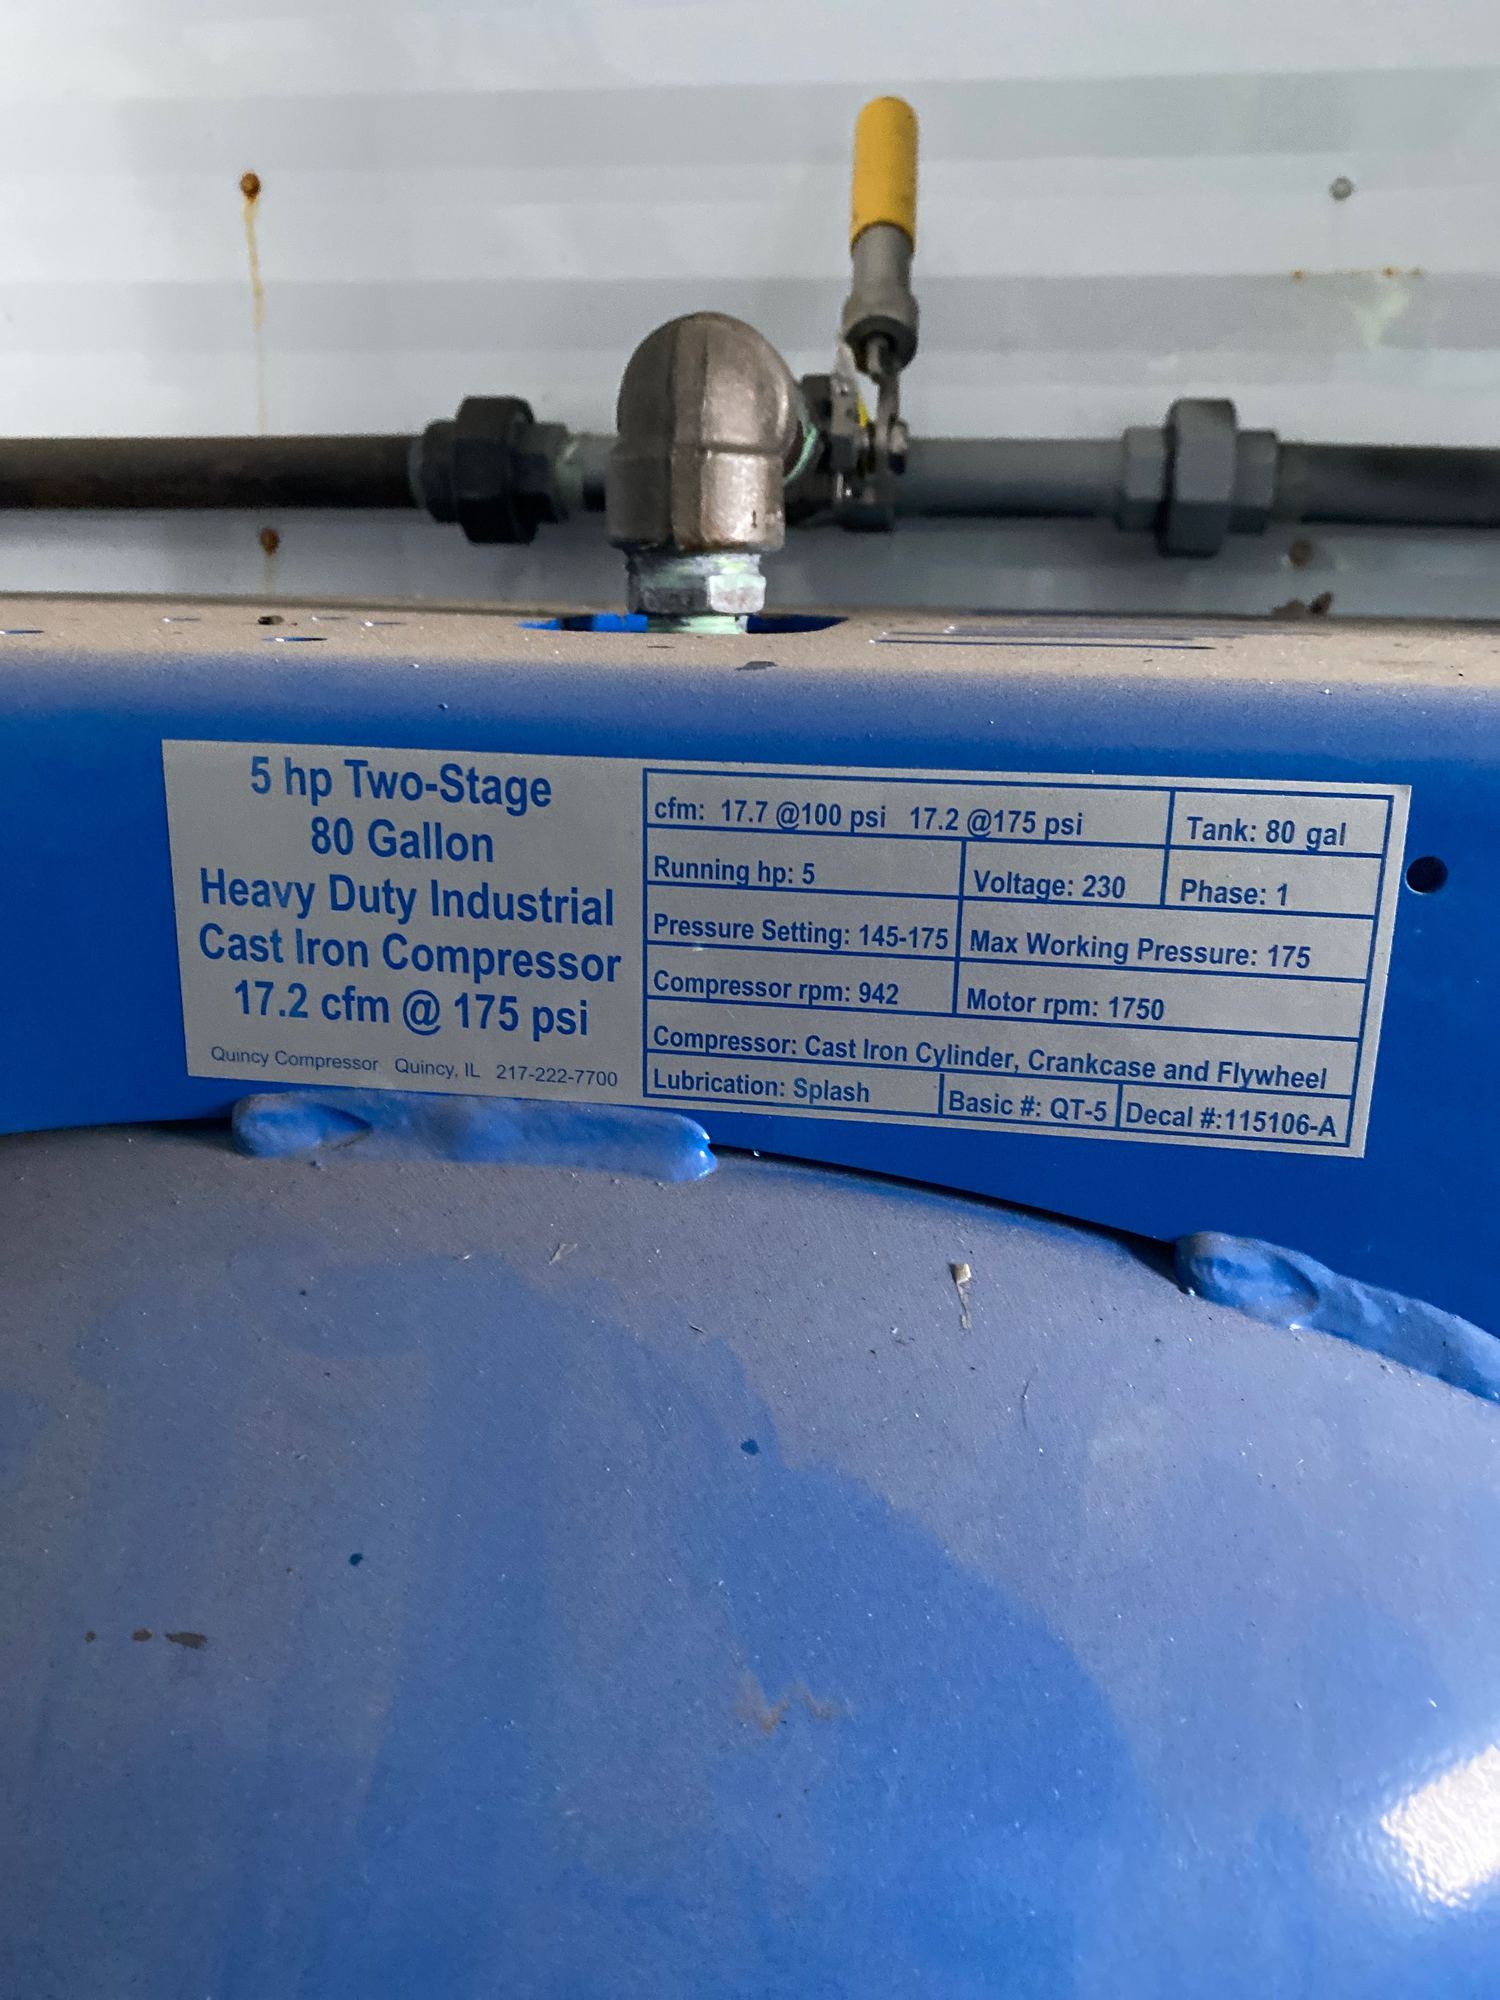 5 hp Two-Stage
80 Gallon
Heavy Duty Industrial
Cast Iron Compressor
17.2 cfm @ 175 psi
Quincy Compressor Quincy, IL 217-222-7700
cfm: 17.7 @100 psi 17.2 @175 psi Tank: 80 gal
Running hp: 5 Voltage: 230 Phase: 1
Pressure Setting: 145-175 Max Working Pressure: 175
Compressor rpm: 942 Motor rpm: 1750
Compressor: Cast Iron Cylinder, Crankcase and Flywheel
Lubrication: Splash Basic #: QT-5 Decal #:115106-A